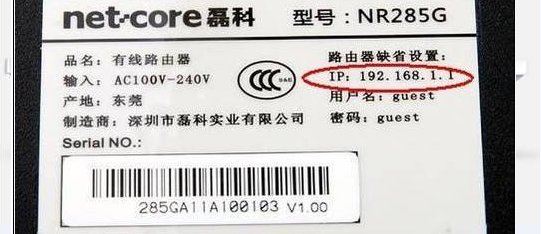 net-core 磊科 型号：NR285G
品名：有线路由器
路由器缺省设置：
输入：AC100V-240V
IP：192.168.1.1
产地：东莞
用户名：guest
制造商：深圳市磊科实业有限公司
密码：guest
CCC S&E
Serial NO.：
285GA11A100103 V1.00